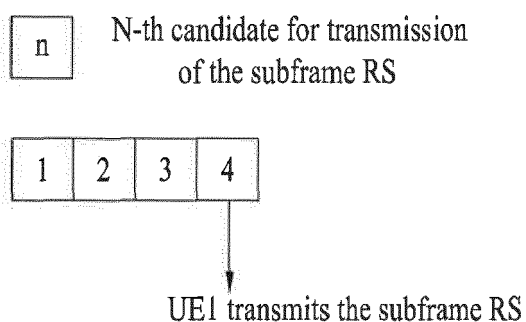 n
N-th candidate for transmission
of the subframe RS
1 2 3 4
UE1 transmits the subframe RS